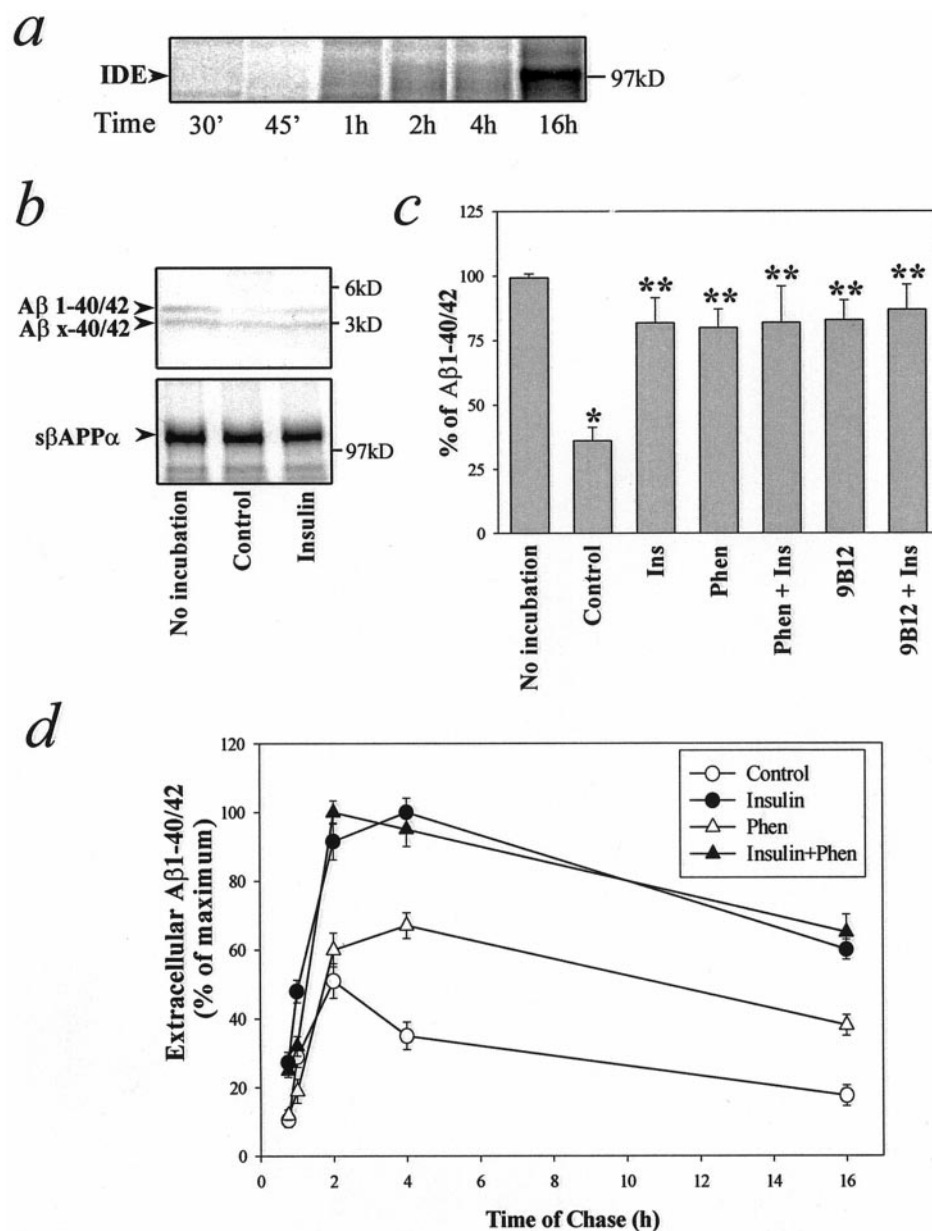 a
IDE
97kD
Time 30' 45' 1h 2h 4h 16h
b
Aβ 1-40/42
Aβ x-40/42
6kD
3kD
sβAPPα
97kD
No incubation
Control
Insulin
c
% of Aβ1-40/42
125
100
75
50
25
0
*
**
**
**
**
**
No incubation
Control
Ins
Phen
Phen + Ins
9B12
9B12 + Ins
d
Extracellular Aβ1-40/42
(% of maximum)
120
100
80
60
40
20
0
Control
Insulin
Phen
Insulin+Phen
0 2 4 6 8 10 12 14 16
Time of Chase (h)